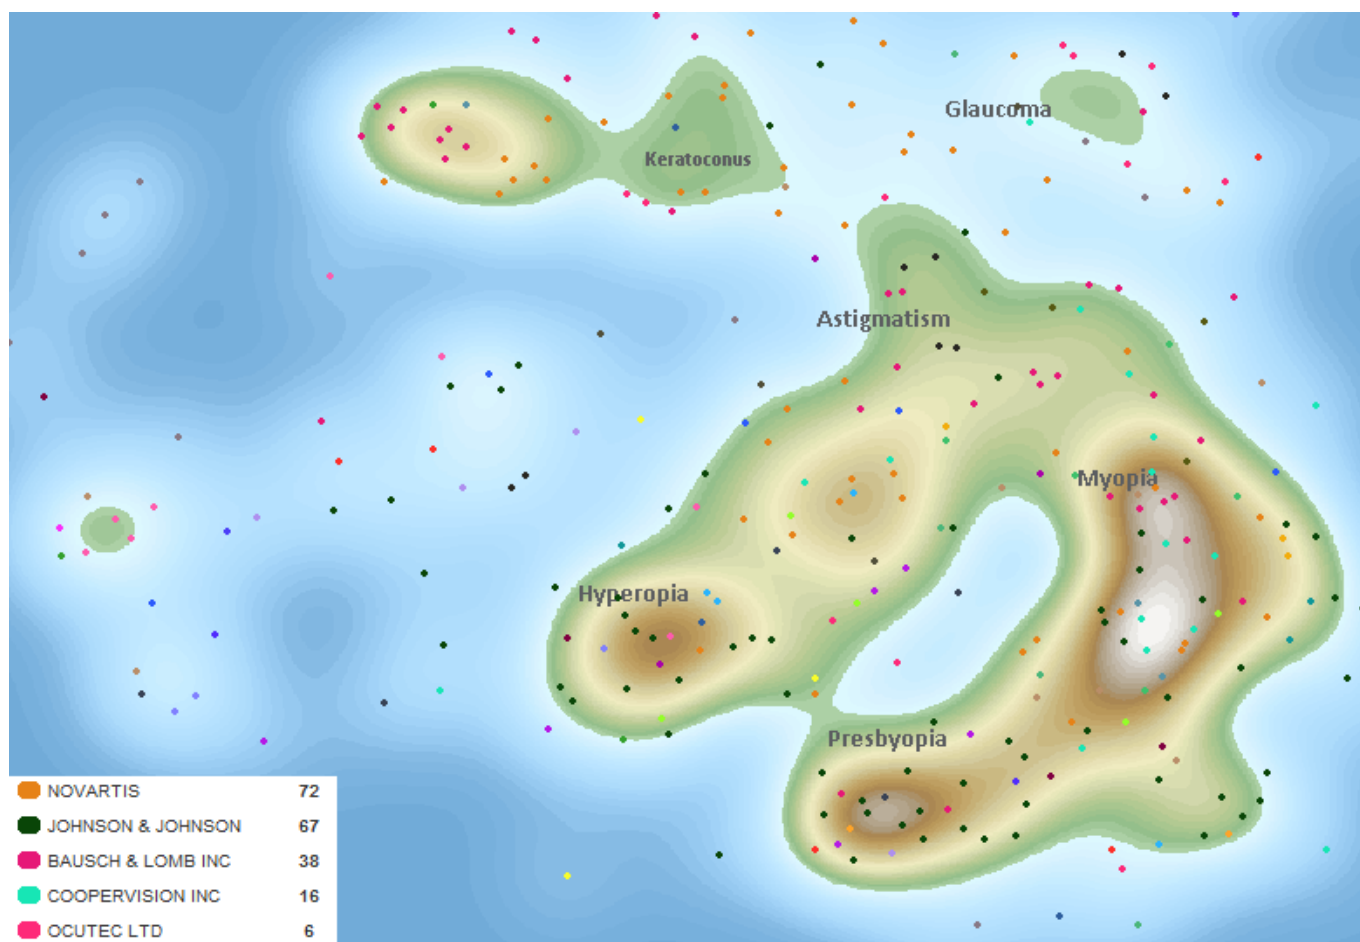 Glaucoma
Keratoconus
Astigmatism
Myopia
Hyperopia
Presbyopia
NOVARTIS 72
JOHNSON & JOHNSON 67
BAUSCH & LOMB INC 38
COOPERVISION INC 16
OCUTEC LTD 6